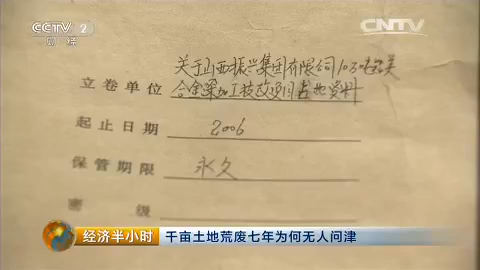 CCTV 2
CNTV
关于山西振兴集团有限公司10万吨镁
立卷单位 合金深加工技改项目占地资料
起止日期 2006
保管期限 永久
密 级
经济半小时 千亩土地荒废七年为何无人问津